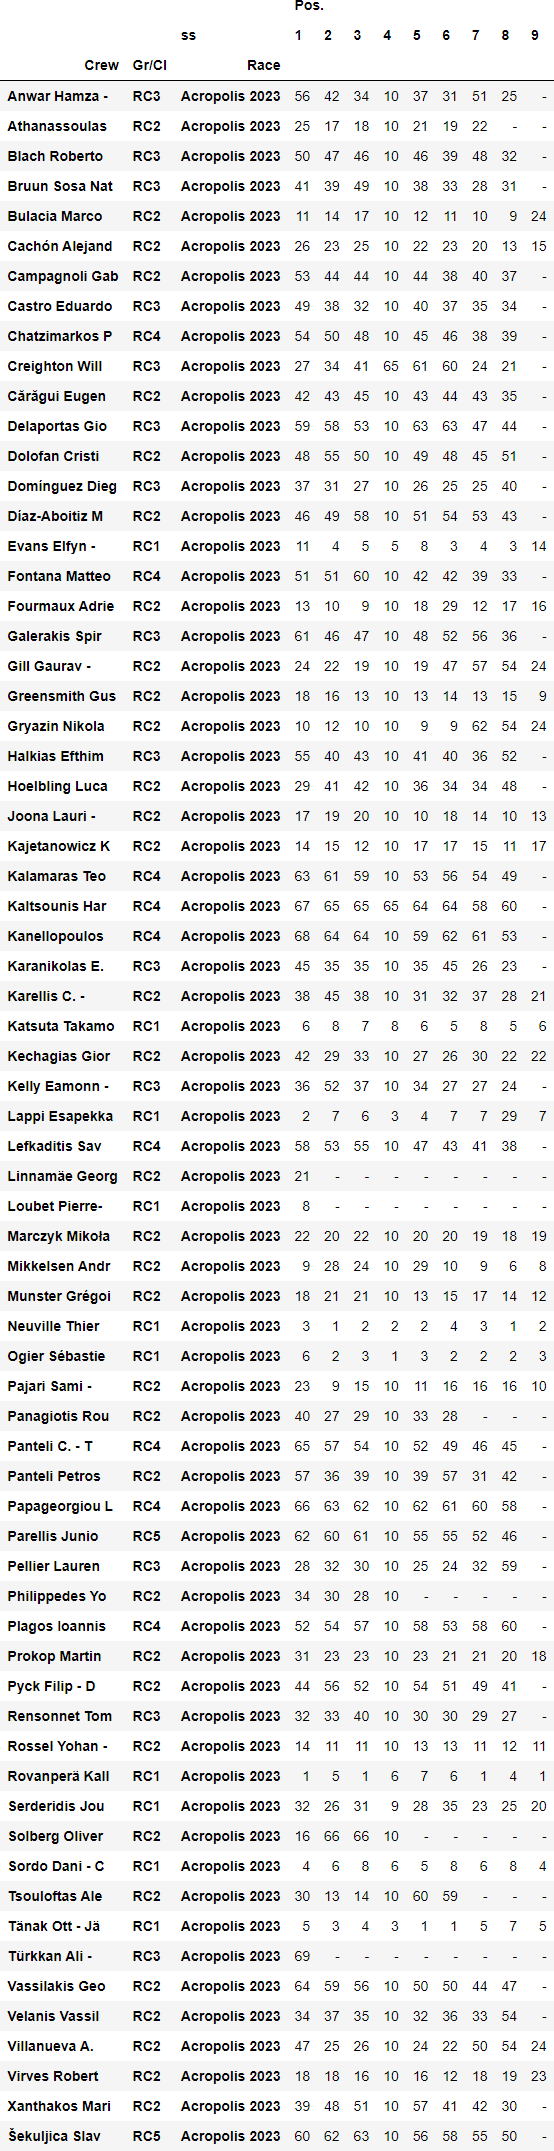 Pos.
ss 1 2 3 4 5 6 7 8 9
Crew Gr/Cl Race
Anwar Hamza - RC3 Acropolis 2023 56 42 34 10 37 31 51 25 -
Athanassoulas RC2 Acropolis 2023 25 17 18 10 21 19 22 - -
Blach Roberto RC3 Acropolis 2023 50 47 46 10 46 39 48 32 -
Bruun Sosa Nat RC3 Acropolis 2023 41 39 49 10 38 33 28 31 -
Bulacia Marco RC2 Acropolis 2023 11 14 17 10 12 11 10 9 24
Cachón Alejand RC2 Acropolis 2023 26 23 25 10 22 23 20 13 15
Campagnoli Gab RC2 Acropolis 2023 53 44 44 10 44 38 40 37 -
Castro Eduardo RC3 Acropolis 2023 49 38 32 10 40 37 35 34 -
Chatzimarkos P RC4 Acropolis 2023 54 50 48 10 45 46 38 39 -
Creighton Will RC3 Acropolis 2023 27 34 41 65 61 60 24 21 -
Cărăgui Eugen RC2 Acropolis 2023 42 43 45 10 43 44 43 35 -
Delaportas Gio RC3 Acropolis 2023 59 58 53 10 63 63 47 44 -
Dolofan Cristi RC2 Acropolis 2023 48 55 50 10 49 48 45 51 -
Domínguez Dieg RC3 Acropolis 2023 37 31 27 10 26 25 25 40 -
Díaz-Aboitiz M RC2 Acropolis 2023 46 49 58 10 51 54 53 43 -
Evans Elfyn - RC1 Acropolis 2023 11 4 5 5 8 3 4 3 14
Fontana Matteo RC4 Acropolis 2023 51 51 60 10 42 42 39 33 -
Fourmaux Adrie RC2 Acropolis 2023 13 10 9 10 18 29 12 17 16
Galerakis Spir RC3 Acropolis 2023 61 46 47 10 48 52 56 36 -
Gill Gaurav - RC2 Acropolis 2023 24 22 19 10 19 47 57 54 24
Greensmith Gus RC2 Acropolis 2023 18 16 13 10 13 14 13 15 9
Gryazin Nikola RC2 Acropolis 2023 10 12 10 10 9 9 62 54 24
Halkias Efthim RC3 Acropolis 2023 55 40 43 10 41 40 36 52 -
Hoelbling Luca RC2 Acropolis 2023 29 41 42 10 36 34 34 48 -
Joona Lauri - RC2 Acropolis 2023 17 19 20 10 10 18 14 10 13
Kajetanowicz K RC2 Acropolis 2023 14 15 12 10 17 17 15 11 17
Kalamaras Teo RC4 Acropolis 2023 63 61 59 10 53 56 54 49 -
Kaltsounis Har RC4 Acropolis 2023 67 65 65 65 64 64 58 60 -
Kanellopoulos RC4 Acropolis 2023 68 64 64 10 59 62 61 53 -
Karanikolas E. RC3 Acropolis 2023 45 35 35 10 35 45 26 23 -
Karellis C. - RC2 Acropolis 2023 38 45 38 10 31 32 37 28 21
Katsuta Takamo RC1 Acropolis 2023 6 8 7 8 6 5 8 5 6
Kechagias Gior RC2 Acropolis 2023 42 29 33 10 27 26 30 22 22
Kelly Eamonn - RC3 Acropolis 2023 36 52 37 10 34 27 27 24 -
Lappi Esapekka RC1 Acropolis 2023 2 7 6 3 4 7 7 29 7
Lefkaditis Sav RC4 Acropolis 2023 58 53 55 10 47 43 41 38 -
Linnamäe Georg RC2 Acropolis 2023 21 - - - - - - - -
Loubet Pierre- RC1 Acropolis 2023 8 - - - - - - - -
Marczyk Mikoła RC2 Acropolis 2023 22 20 22 10 20 20 19 18 19
Mikkelsen Andr RC2 Acropolis 2023 9 28 24 10 29 10 9 6 8
Munster Grégoi RC2 Acropolis 2023 18 21 21 10 13 15 17 14 12
Neuville Thier RC1 Acropolis 2023 3 1 2 2 2 4 3 1 2
Ogier Sébastie RC1 Acropolis 2023 6 2 3 1 3 2 2 2 3
Pajari Sami - RC2 Acropolis 2023 23 9 15 10 11 16 16 16 10
Panagiotis Rou RC2 Acropolis 2023 40 27 29 10 33 28 - - -
Panteli C. - T RC4 Acropolis 2023 65 57 54 10 52 49 46 45 -
Panteli Petros RC2 Acropolis 2023 57 36 39 10 39 57 31 42 -
Papageorgiou L RC4 Acropolis 2023 66 63 62 10 62 61 60 58 -
Parellis Junio RC5 Acropolis 2023 62 60 61 10 55 55 52 46 -
Pellier Lauren RC3 Acropolis 2023 28 32 30 10 25 24 32 59 -
Philippedes Yo RC2 Acropolis 2023 34 30 28 10 - - - - -
Plagos Ioannis RC4 Acropolis 2023 52 54 57 10 58 53 58 60 -
Prokop Martin RC2 Acropolis 2023 31 23 23 10 23 21 21 20 18
Pyck Filip - D RC2 Acropolis 2023 44 56 52 10 54 51 49 41 -
Rensonnet Tom RC3 Acropolis 2023 32 33 40 10 30 30 29 27 -
Rossel Yohan - RC2 Acropolis 2023 14 11 11 10 13 13 11 12 11
Rovanperä Kall RC1 Acropolis 2023 1 5 1 6 7 6 1 4 1
Serderidis Jou RC1 Acropolis 2023 32 26 31 9 28 35 23 25 20
Solberg Oliver RC2 Acropolis 2023 16 66 66 10 - - - - -
Sordo Dani - C RC1 Acropolis 2023 4 6 8 6 5 8 6 8 4
Tsouloftas Ale RC2 Acropolis 2023 30 13 14 10 60 59 - - -
Tänak Ott - Jä RC1 Acropolis 2023 5 3 4 3 1 1 5 7 5
Türkkan Ali - RC3 Acropolis 2023 69 - - - - - - - -
Vassilakis Geo RC2 Acropolis 2023 64 59 56 10 50 50 44 47 -
Velanis Vassil RC2 Acropolis 2023 34 37 35 10 32 36 33 54 -
Villanueva A. RC2 Acropolis 2023 47 25 26 10 24 22 50 54 24
Virves Robert RC2 Acropolis 2023 18 18 16 10 16 12 18 19 23
Xanthakos Mari RC2 Acropolis 2023 39 48 51 10 57 41 42 30 -
Šekuljica Slav RC5 Acropolis 2023 60 62 63 10 56 58 55 50 -